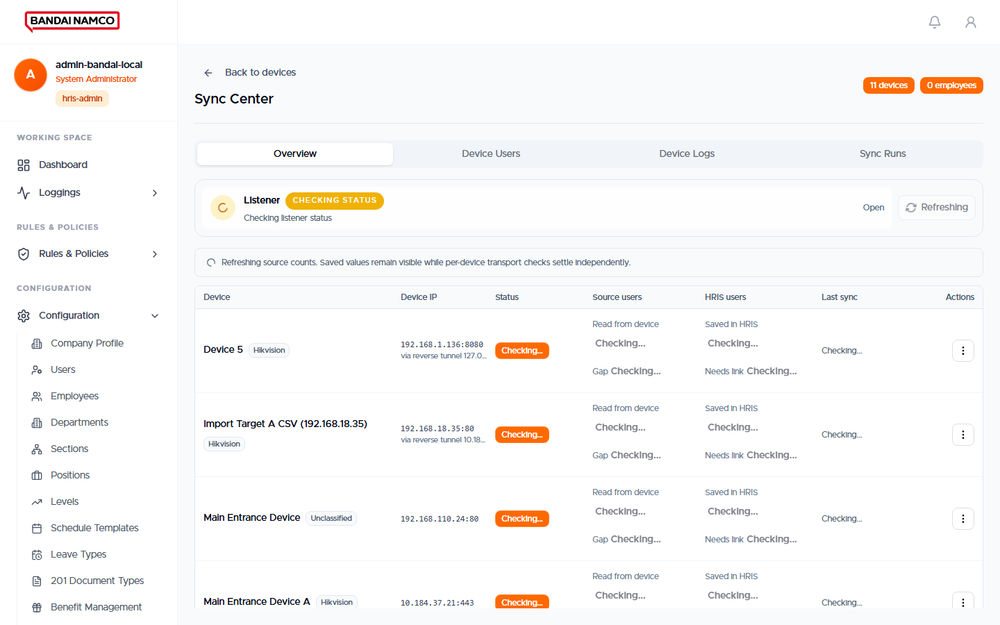 BANDAI NAMCO
A
admin-bandai-local
System Administrator
hris-admin
WORKING SPACE
Dashboard
Loggings
RULES & POLICIES
Rules & Policies
CONFIGURATION
Configuration
Company Profile
Users
Employees
Departments
Sections
Positions
Levels
Schedule Templates
Leave Types
201 Document Types
Benefit Management
Back to devices
Sync Center
11 devices
0 employees
Overview
Device Users
Device Logs
Sync Runs
Listener
CHECKING STATUS
Checking listener status
Open
Refreshing
Refreshing source counts. Saved values remain visible while per-device transport checks settle independently.
Device
Device IP
Status
Source users
HRIS users
Last sync
Actions
Device 5
Hikvision
192.168.1.136:8080
via reverse tunnel 127.0...
Checking...
Read from device
Checking...
Gap Checking...
Saved in HRIS
Checking...
Needs link Checking...
Checking...
Import Target A CSV (192.168.18.35)
Hikvision
192.168.18.35:80
via reverse tunnel 10.18...
Checking...
Read from device
Checking...
Gap Checking...
Saved in HRIS
Checking...
Needs link Checking...
Checking...
Main Entrance Device
Unclassified
192.168.110.24:80
Checking...
Read from device
Checking...
Gap Checking...
Saved in HRIS
Checking...
Needs link Checking...
Checking...
Main Entrance Device A
Hikvision
10.184.37.21:443
Checking...
Read from device
Checking...
Saved in HRIS
Checking...
Checking...